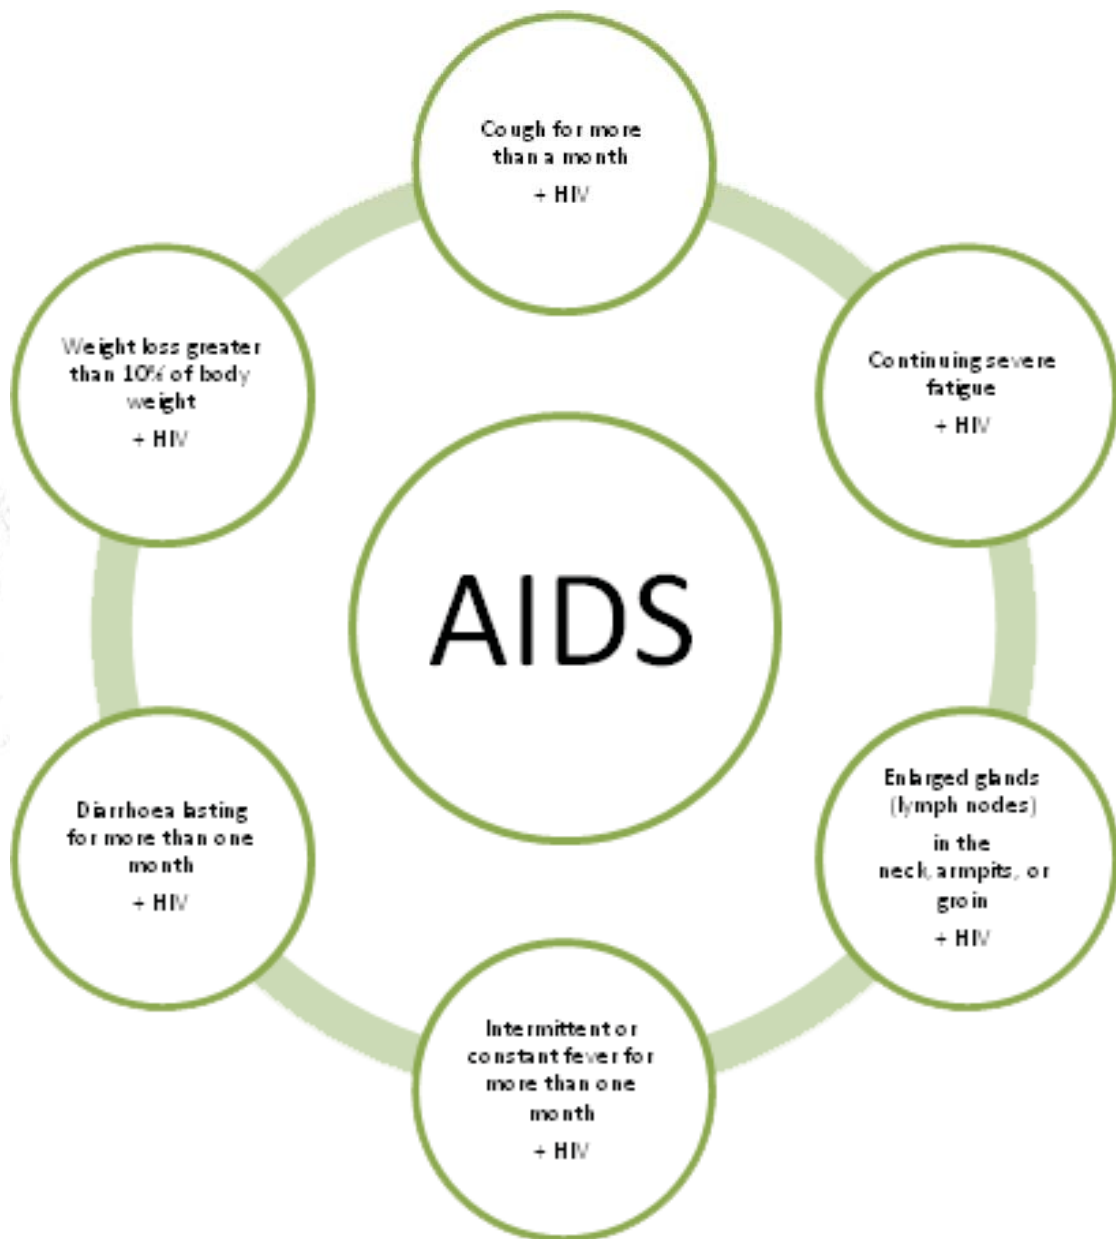 Cough for more
than a month
+ HIV
Continuing severe
fatigue
+ HIV
Enlarged glands
(lymph nodes)
in the
neck, armpits, or
groin
+ HIV
Intermittent or
constant fever for
more than one
month
+ HIV
Diarrhoea lasting
for more than one
month
+ HIV
Weight loss greater
than 10% of body
weight
+ HIV
AIDS